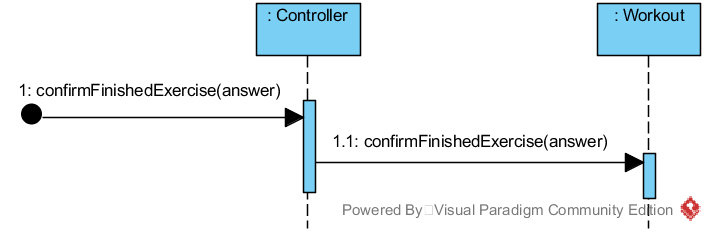 : Controller
: Workout
1: confirmFinishedExercise(answer)
1.1: confirmFinishedExercise(answer)
Powered By Visual Paradigm Community Edition